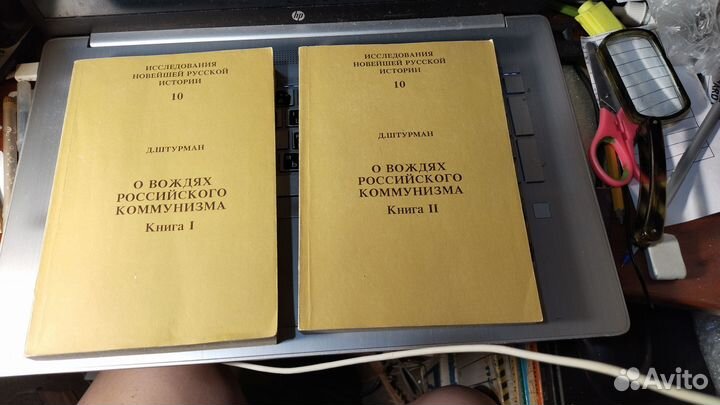 hp
ИССЛЕДОВАНИЯ
НОВЕЙШЕЙ РУССКОЙ
ИСТОРИИ
10
Д.ШТУРМАН
О ВОЖДЯХ
РОССИЙСКОГО
КОММУНИЗМА
Книга I
ИССЛЕДОВАНИЯ
НОВЕЙШЕЙ РУССКОЙ
ИСТОРИИ
10
Д.ШТУРМАН
О ВОЖДЯХ
РОССИЙСКОГО
КОММУНИЗМА
Книга II
Avito